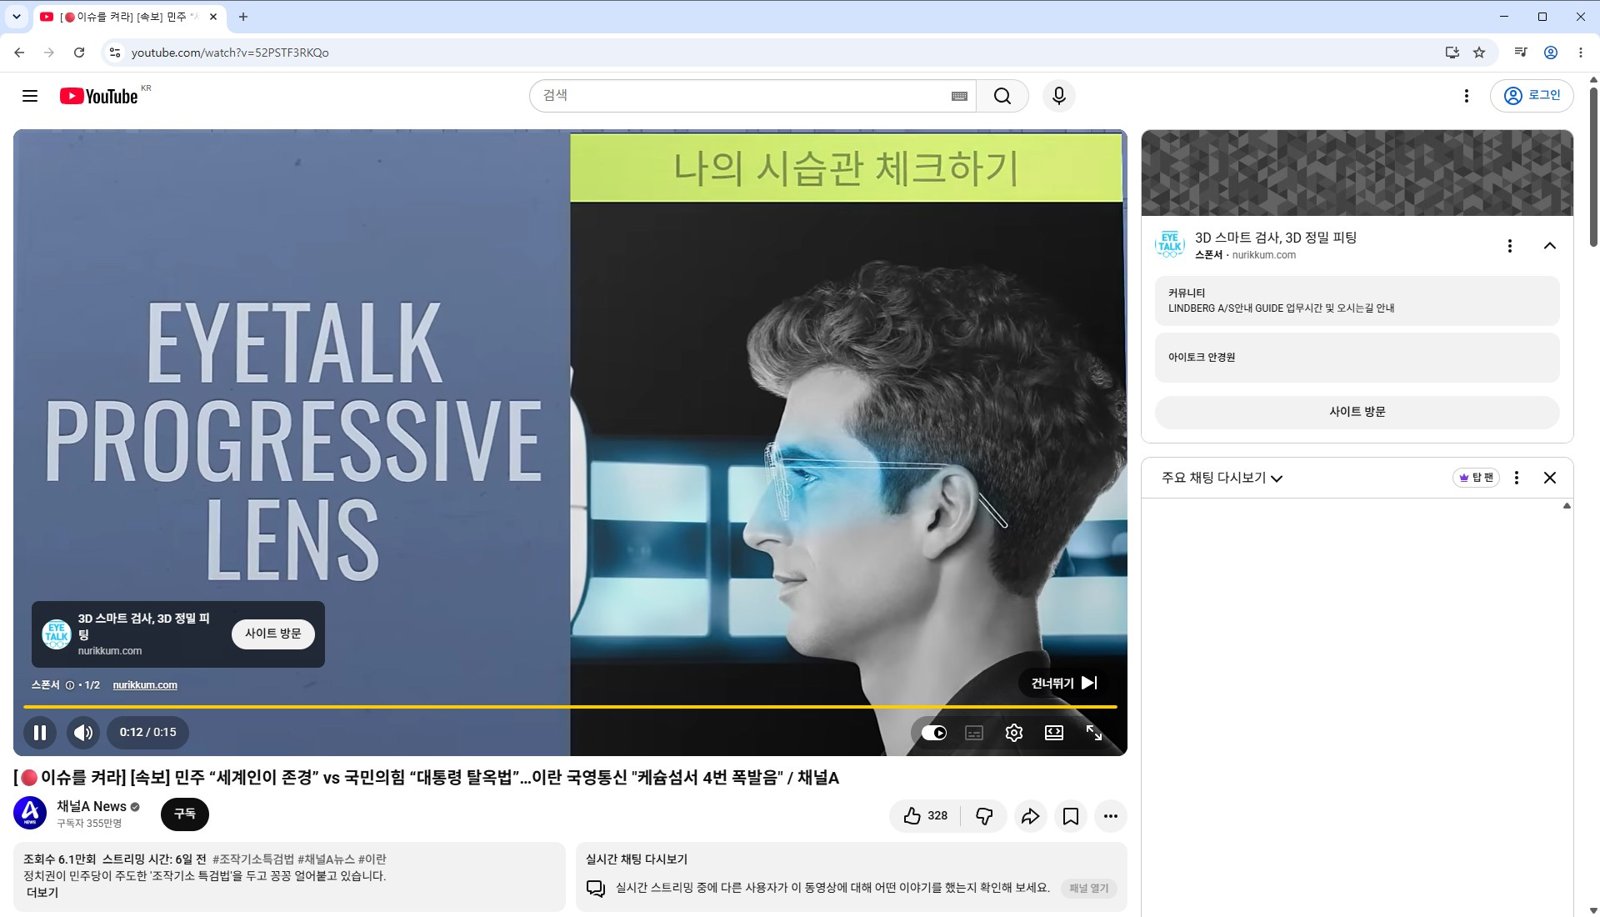 [🔴이슈를 켜라] [속보] 민주 “
youtube.com/watch?v=52PSTF3RKQo
YouTube KR
검색
로그인
나의 시습관 체크하기
EYETALK
PROGRESSIVE
LENS
EYE
TALK
3D 스마트 검사, 3D 정밀 피
팅
nurikkum.com
사이트 방문
스폰서 • 1/2 nurikkum.com
건너뛰기
0:12 / 0:15
[🔴이슈를 켜라] [속보] 민주 “세계인이 존경” vs 국민의힘 “대통령 탈옥법”…이란 국영통신 "케슘섬서 4번 폭발음" / 채널A
NEWS
채널A News
구독자 355만명
구독
328
조회수 6.1만회 스트리밍 시간: 6일 전 #조작기소특검법 #채널A뉴스 #이란
정치권이 민주당이 주도한 '조작기소 특검법'을 두고 꽁꽁 얼어붙고 있습니다.
더보기
실시간 채팅 다시보기
실시간 스트리밍 중에 다른 사용자가 이 동영상에 대해 어떤 이야기를 했는지 확인해 보세요.
패널 열기
EYE
TALK
3D 스마트 검사, 3D 정밀 피팅
스폰서 · nurikkum.com
커뮤니티
LINDBERG A/S안내 GUIDE 업무시간 및 오시는길 안내
아이토크 안경원
사이트 방문
주요 채팅 다시보기
탑 팬